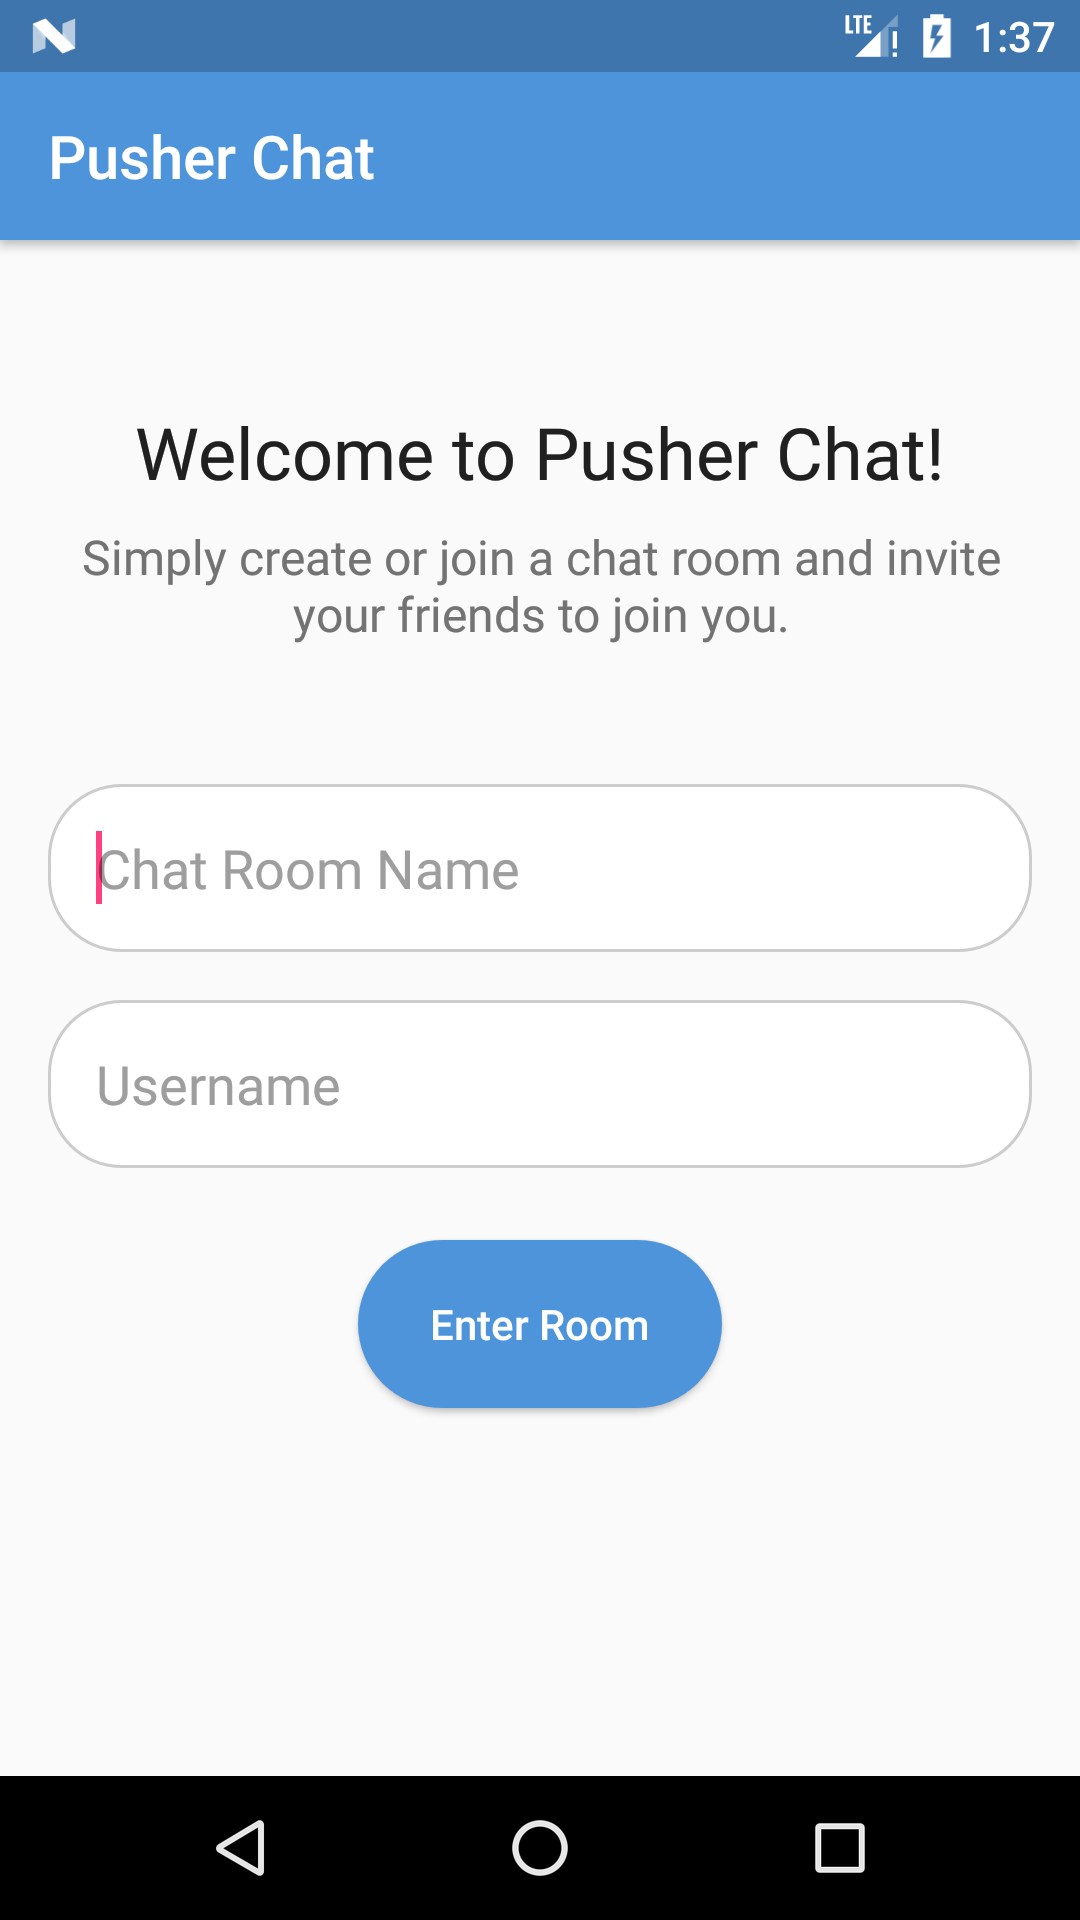 LTE 1:37
Pusher Chat
Welcome to Pusher Chat!
Simply create or join a chat room and invite
your friends to join you.
Chat Room Name
Username
Enter Room